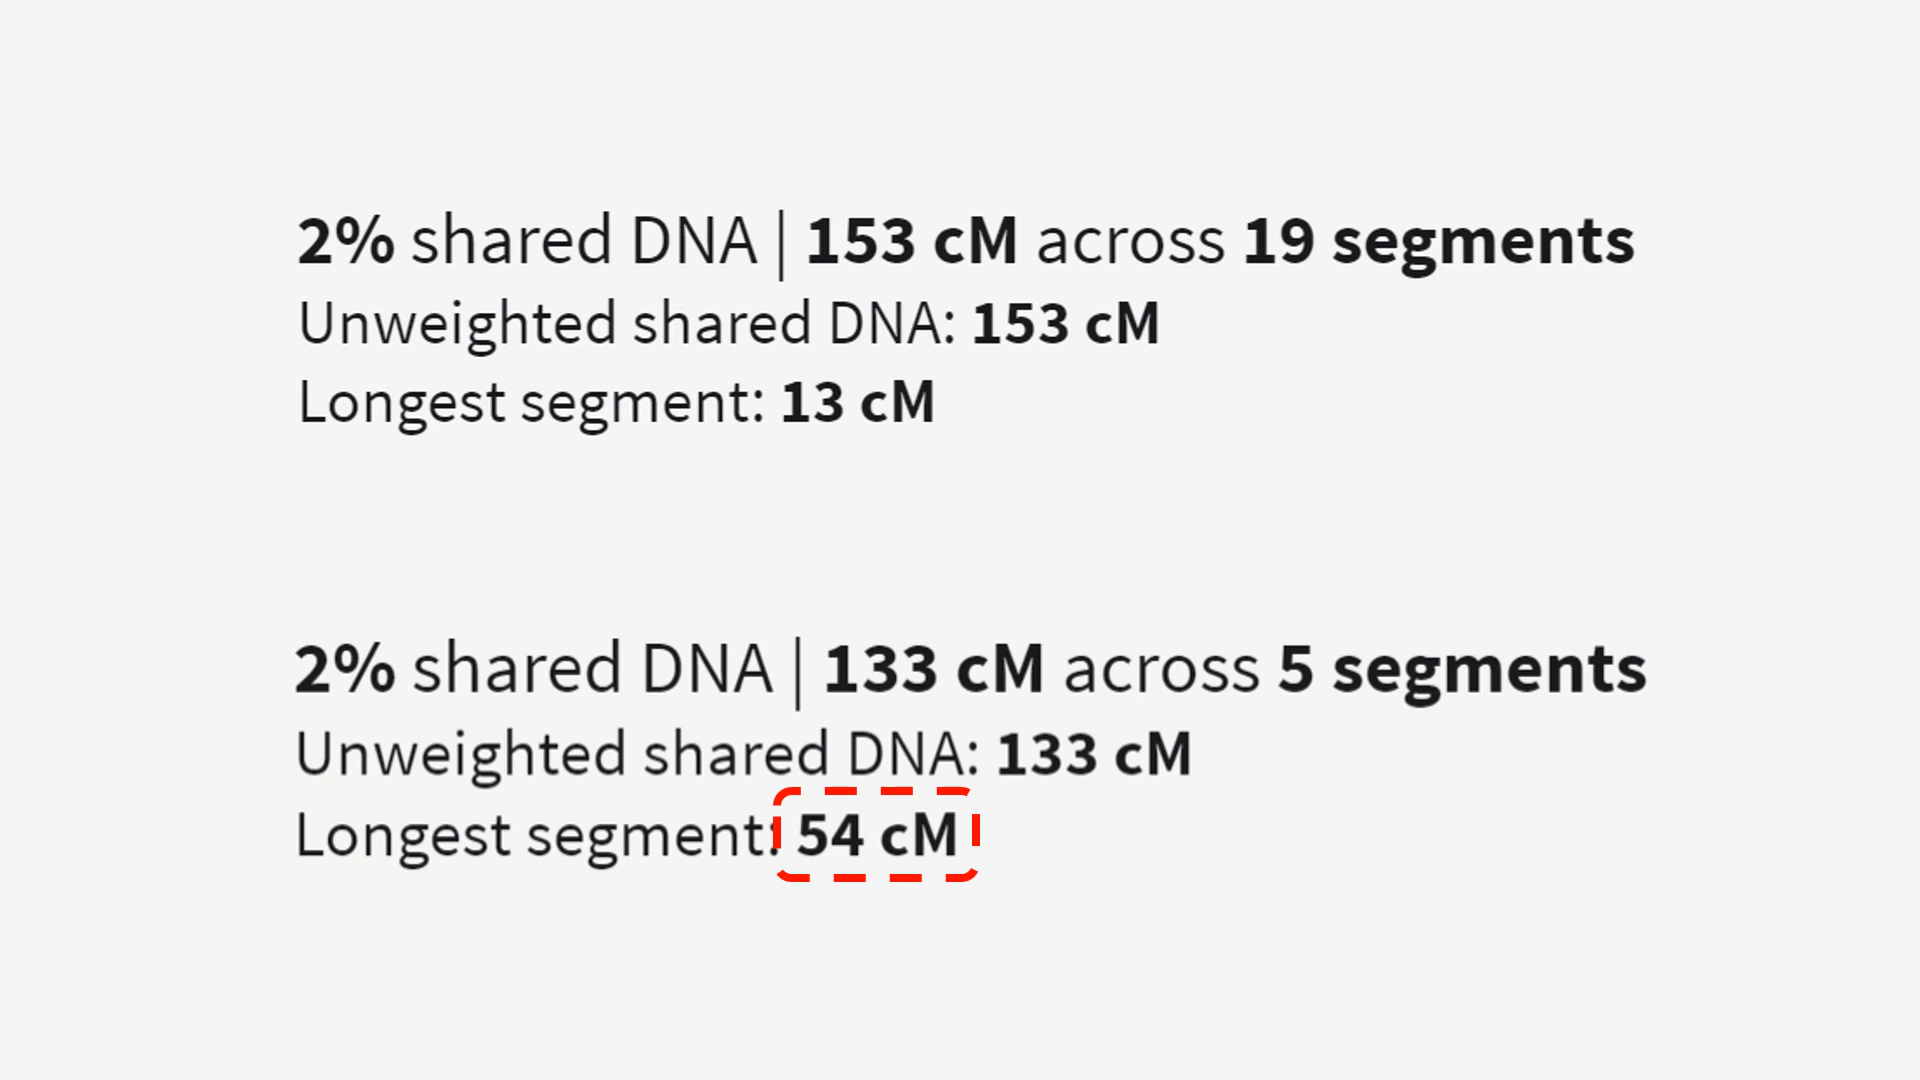 2% shared DNA | 153 cM across 19 segments
Unweighted shared DNA: 153 cM
Longest segment: 13 cM
2% shared DNA | 133 cM across 5 segments
Unweighted shared DNA: 133 cM
Longest segment: 54 cM